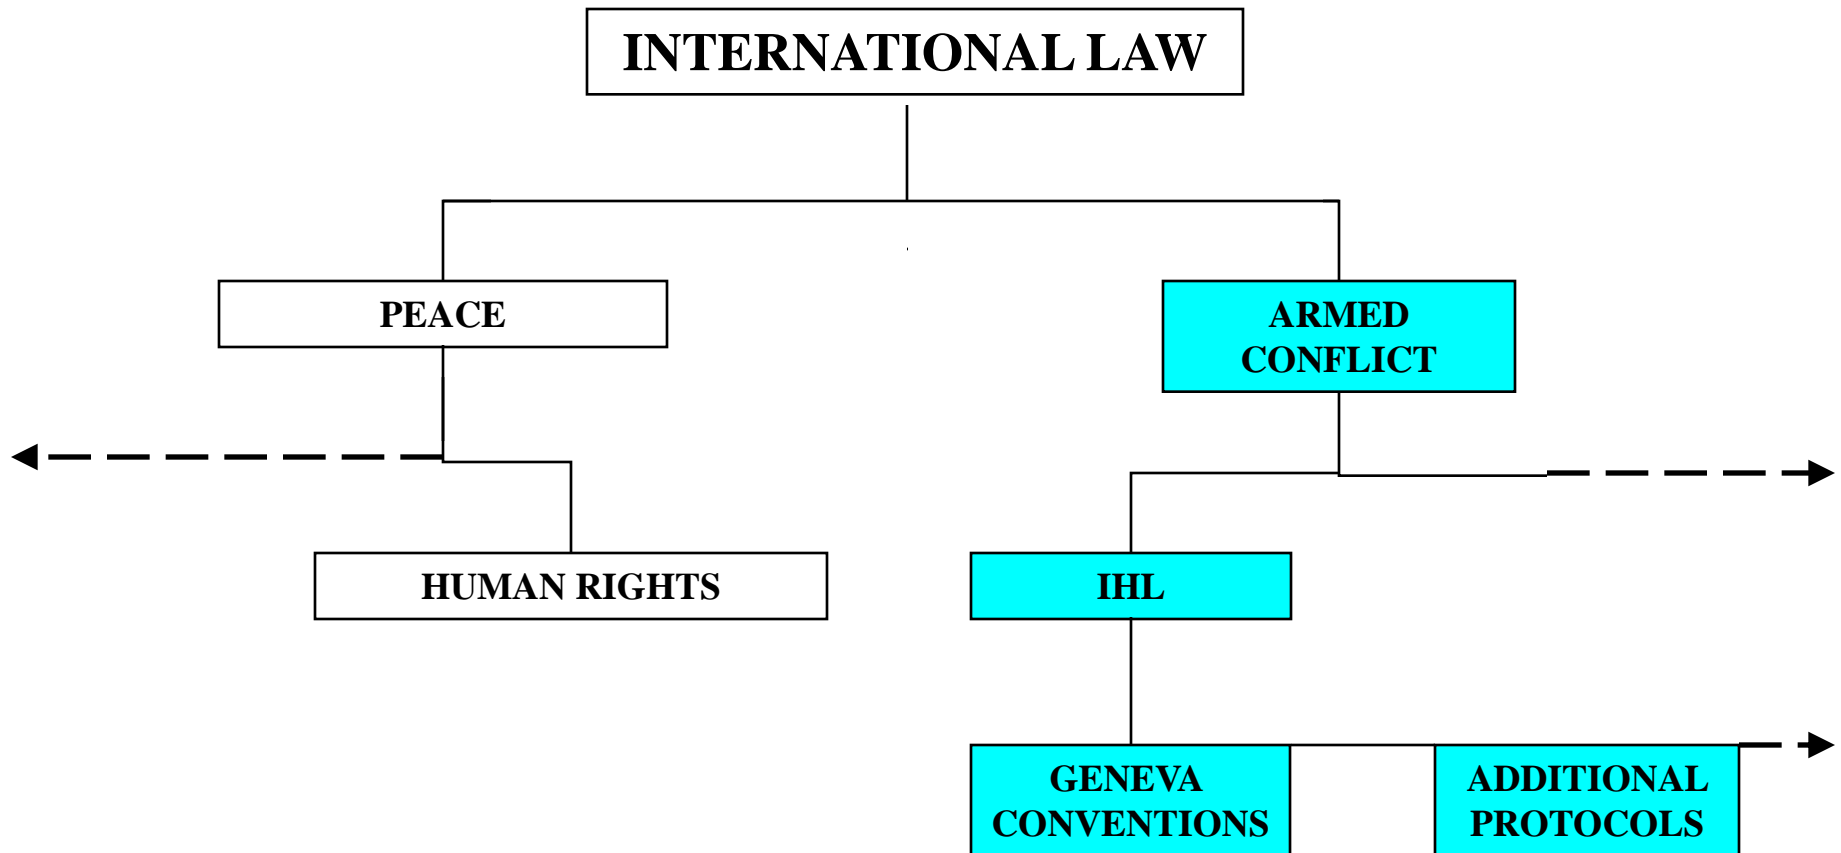 INTERNATIONAL LAW
PEACE
ARMED
CONFLICT
HUMAN RIGHTS
IHL
GENEVA
CONVENTIONS
ADDITIONAL
PROTOCOLS